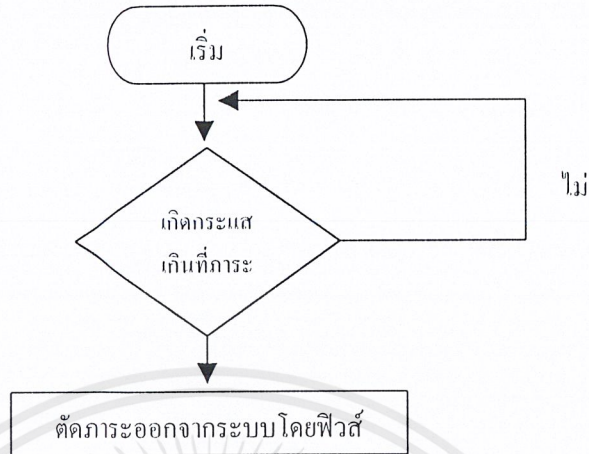 เริ่ม
ไม่
เกิดกระแส
เกินที่ภาระ
ตัดภาระออกจากระบบโดยฟิวส์